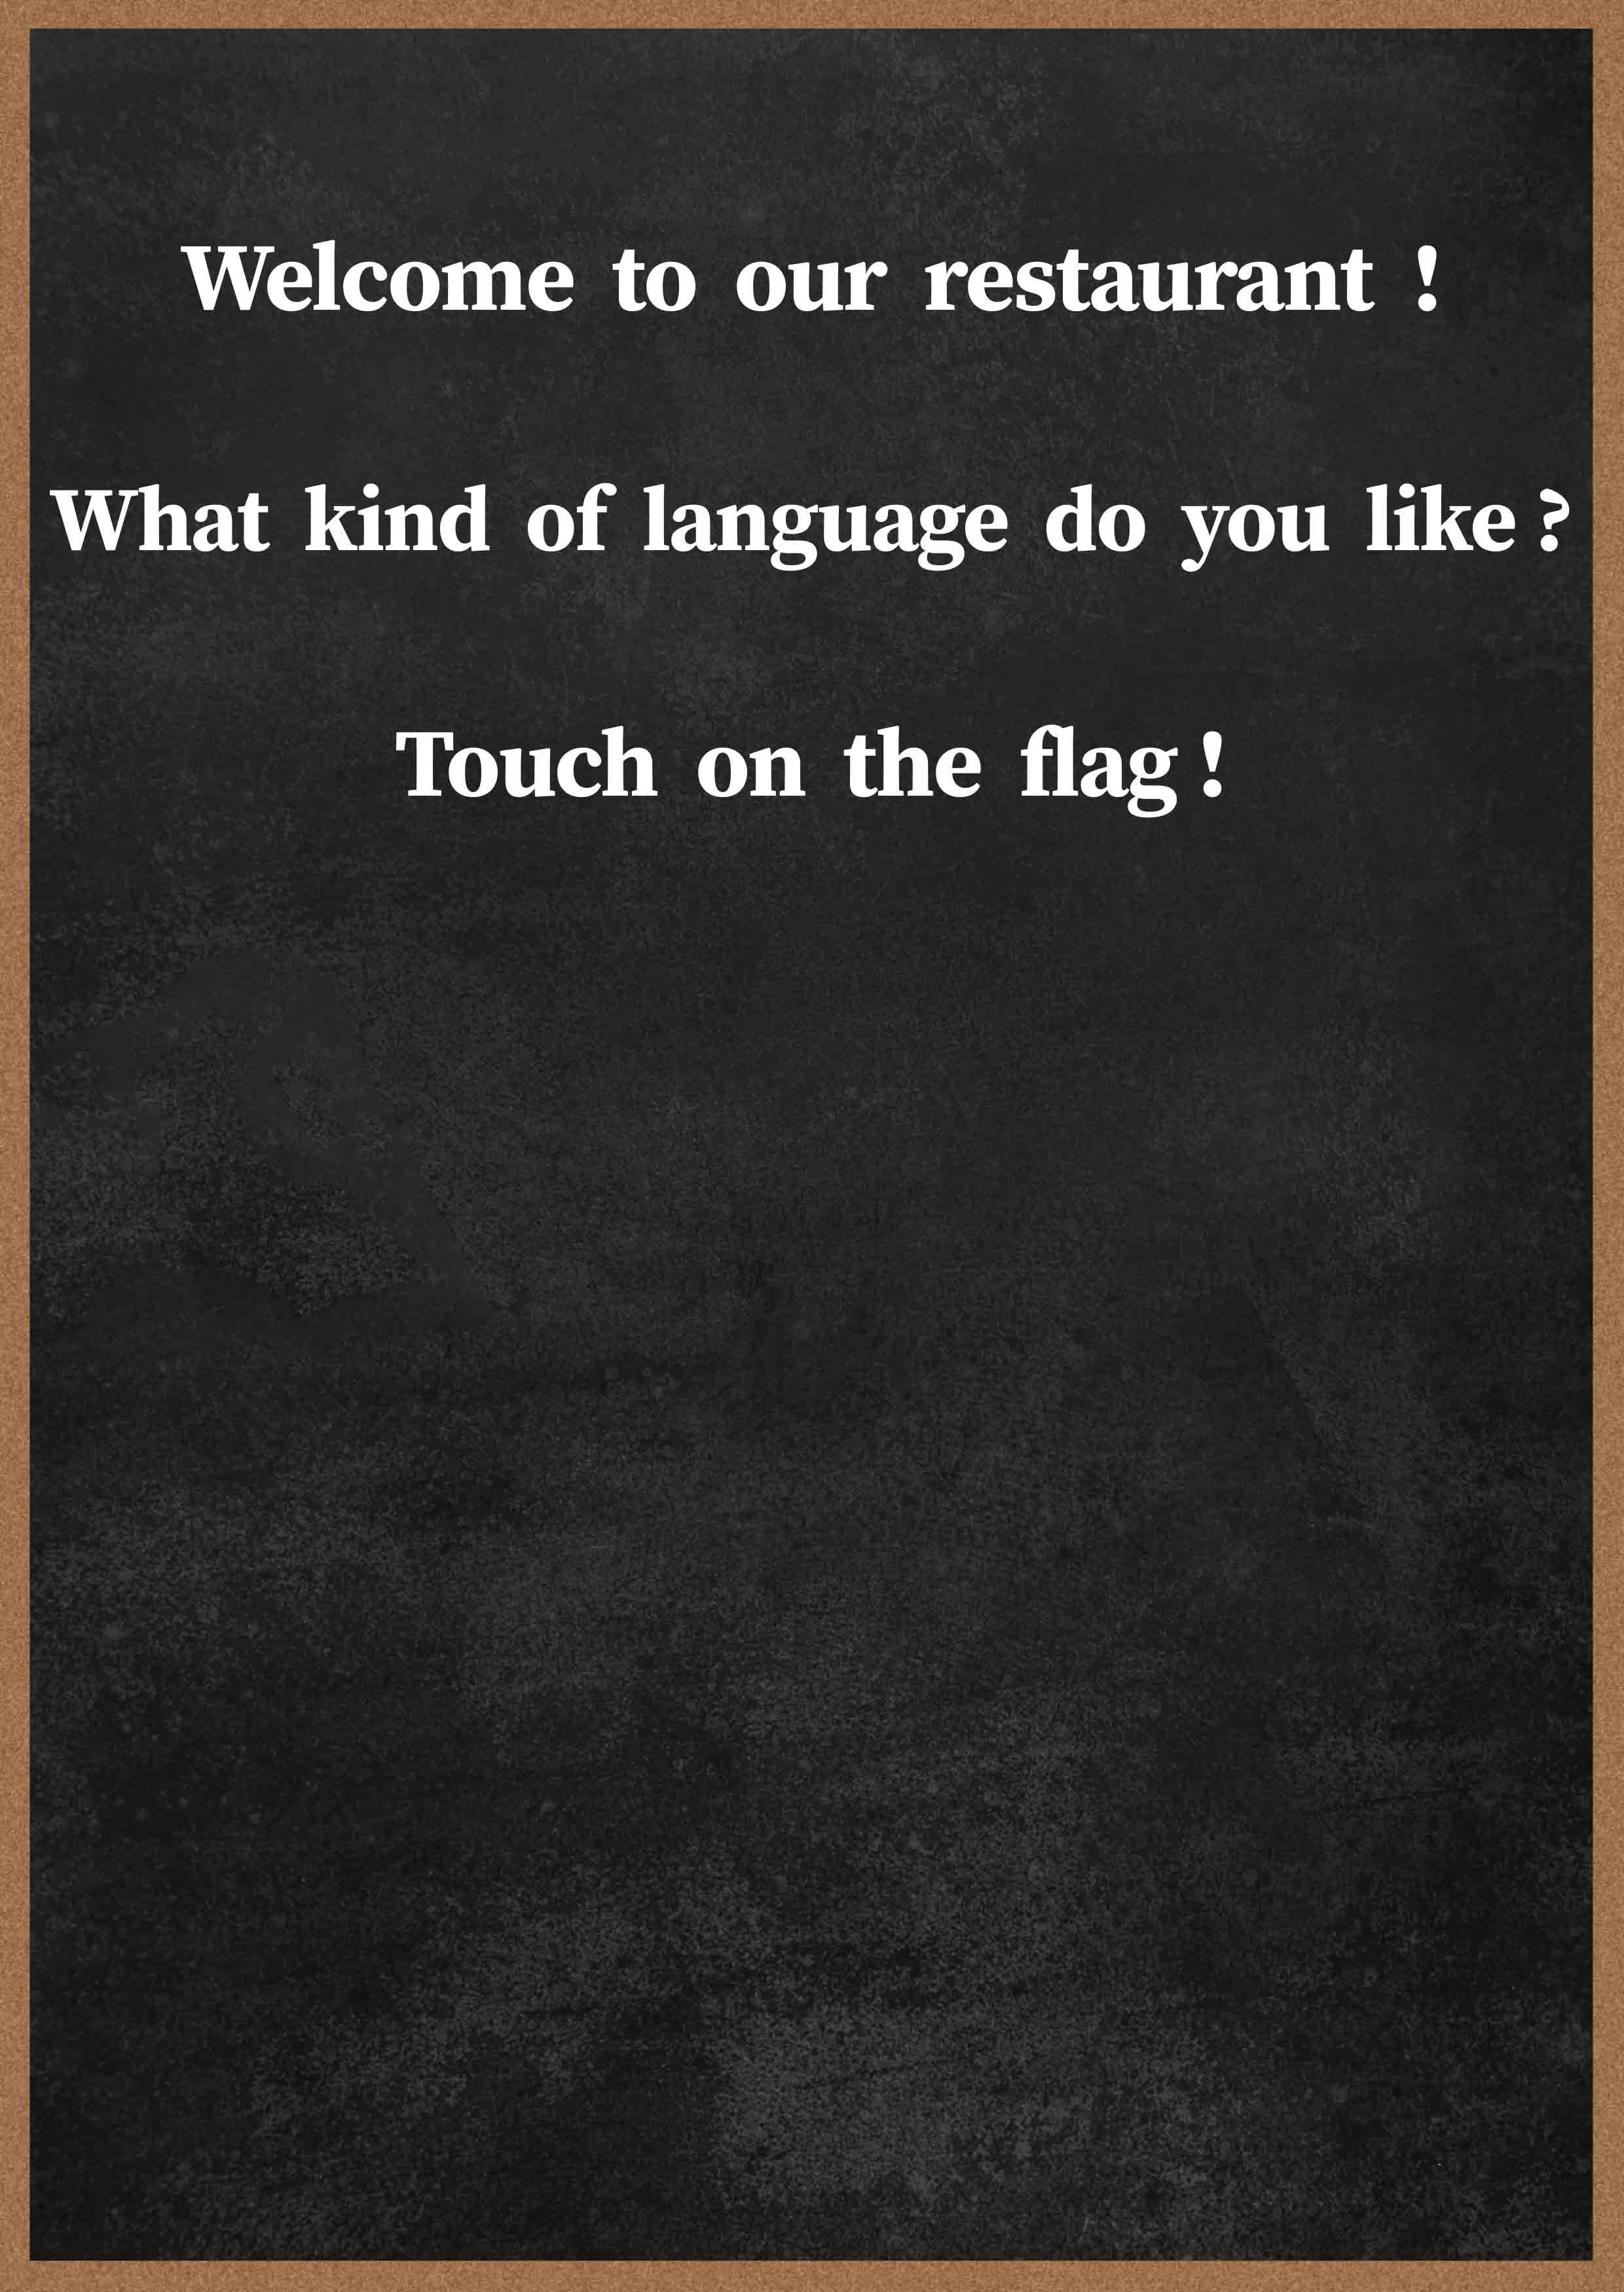 Welcome to our restaurant !
What kind of language do you like ?
Touch on the flag !